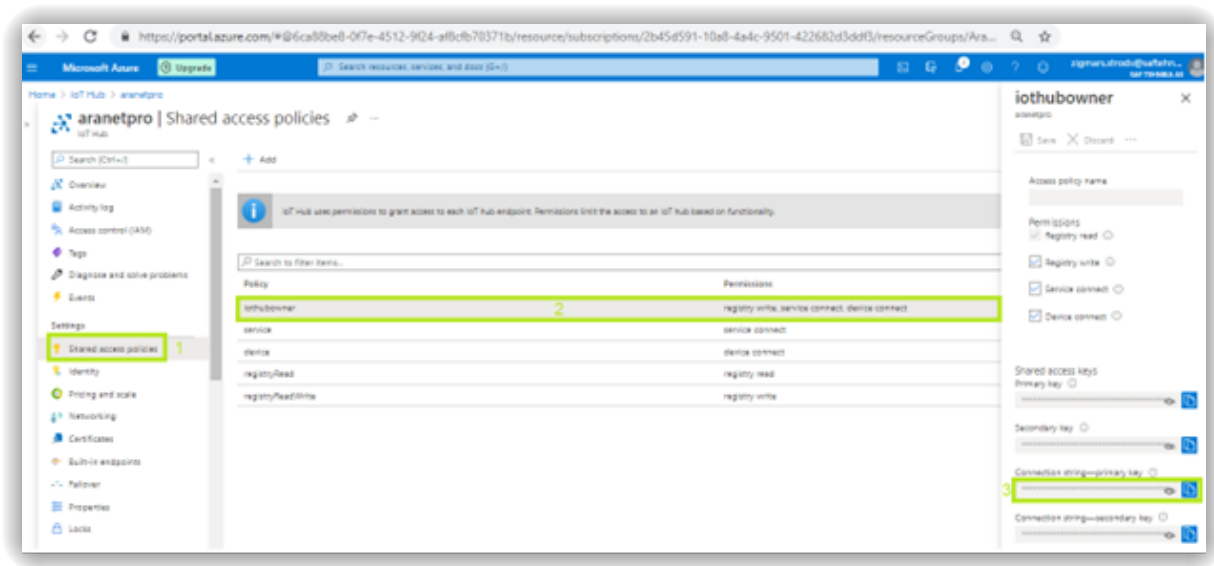 https://portal.azure.com/#@6ca88be8-0f7e-4512-9f24-af8cfb70371b/resource/subscriptions/2b45d591-10a8-4a4c-9501-422682d3ddf3/resourceGroups/Ara...
Microsoft Azure
Upgrade
Search resources, services, and docs (G+/)
Home > IoT Hub > aranetpro
aranetpro | Shared access policies
IoT Hub
Search (Ctrl+/)
Overview
Activity log
Access control (IAM)
Tags
Diagnose and solve problems
Events
Settings
Shared access policies 1
Identity
Pricing and scale
Networking
Certificates
Built-in endpoints
Failover
Properties
Locks
+ Add
IoT Hub uses permissions to grant access to each IoT hub endpoint. Permissions limit the access to an IoT hub based on functionality.
Search to filter items...
Policy Permissions
iothubowner 2 registry write, service connect, device connect
service service connect
device device connect
registryRead registry read
registryReadWrite registry write
iothubowner
aranetpro
Save Discard ...
Access policy name
Permissions
Registry read
Registry write
Service connect
Device connect
Shared access keys
Primary key
Secondary key
Connection string—primary key
3
Connection string—secondary key